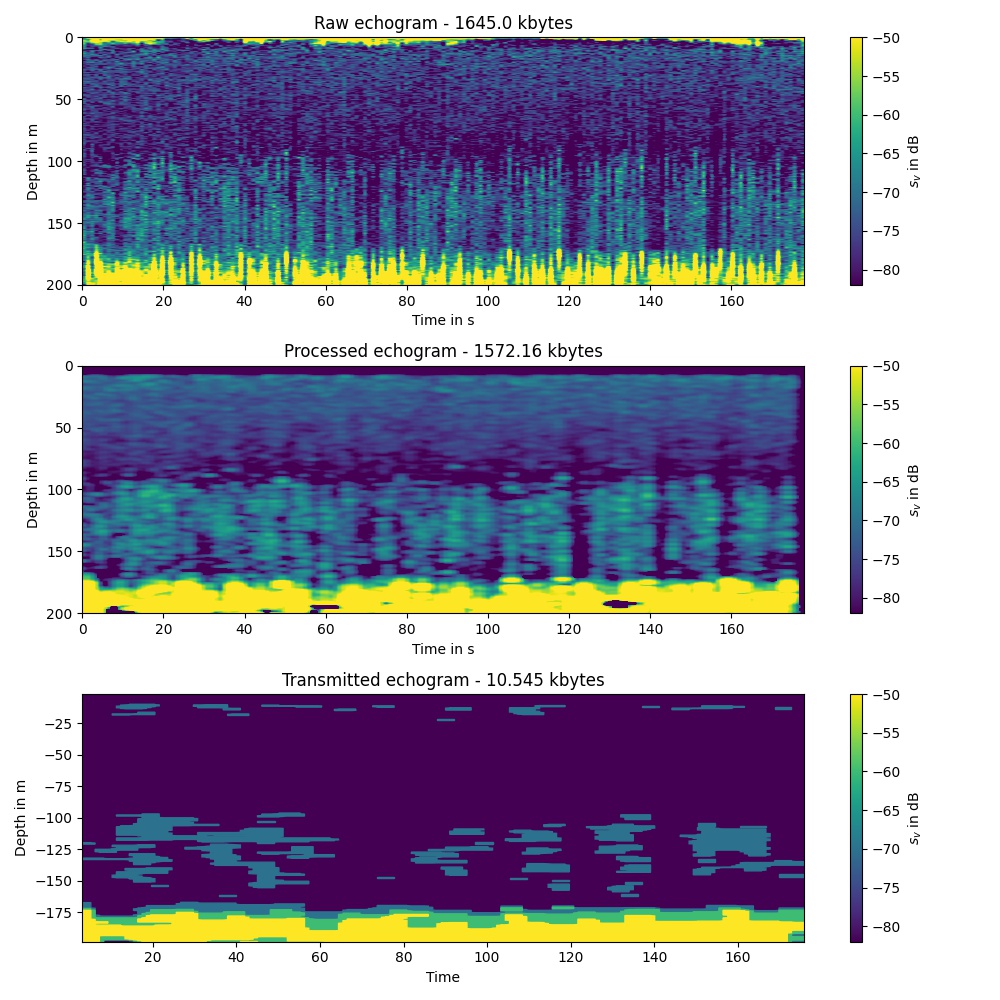 Raw echogram - 1645.0 kbytes
0
50
100
150
200
Depth in m
0 20 40 60 80 100 120 140 160
Time in s
−50
−55
−60
−65
−70
−75
−80
sv in dB
Processed echogram - 1572.16 kbytes
0
50
100
150
200
Depth in m
0 20 40 60 80 100 120 140 160
Time in s
−50
−55
−60
−65
−70
−75
−80
sv in dB
Transmitted echogram - 10.545 kbytes
−25
−50
−75
−100
−125
−150
−175
Depth in m
20 40 60 80 100 120 140 160
Time
−50
−55
−60
−65
−70
−75
−80
sv in dB